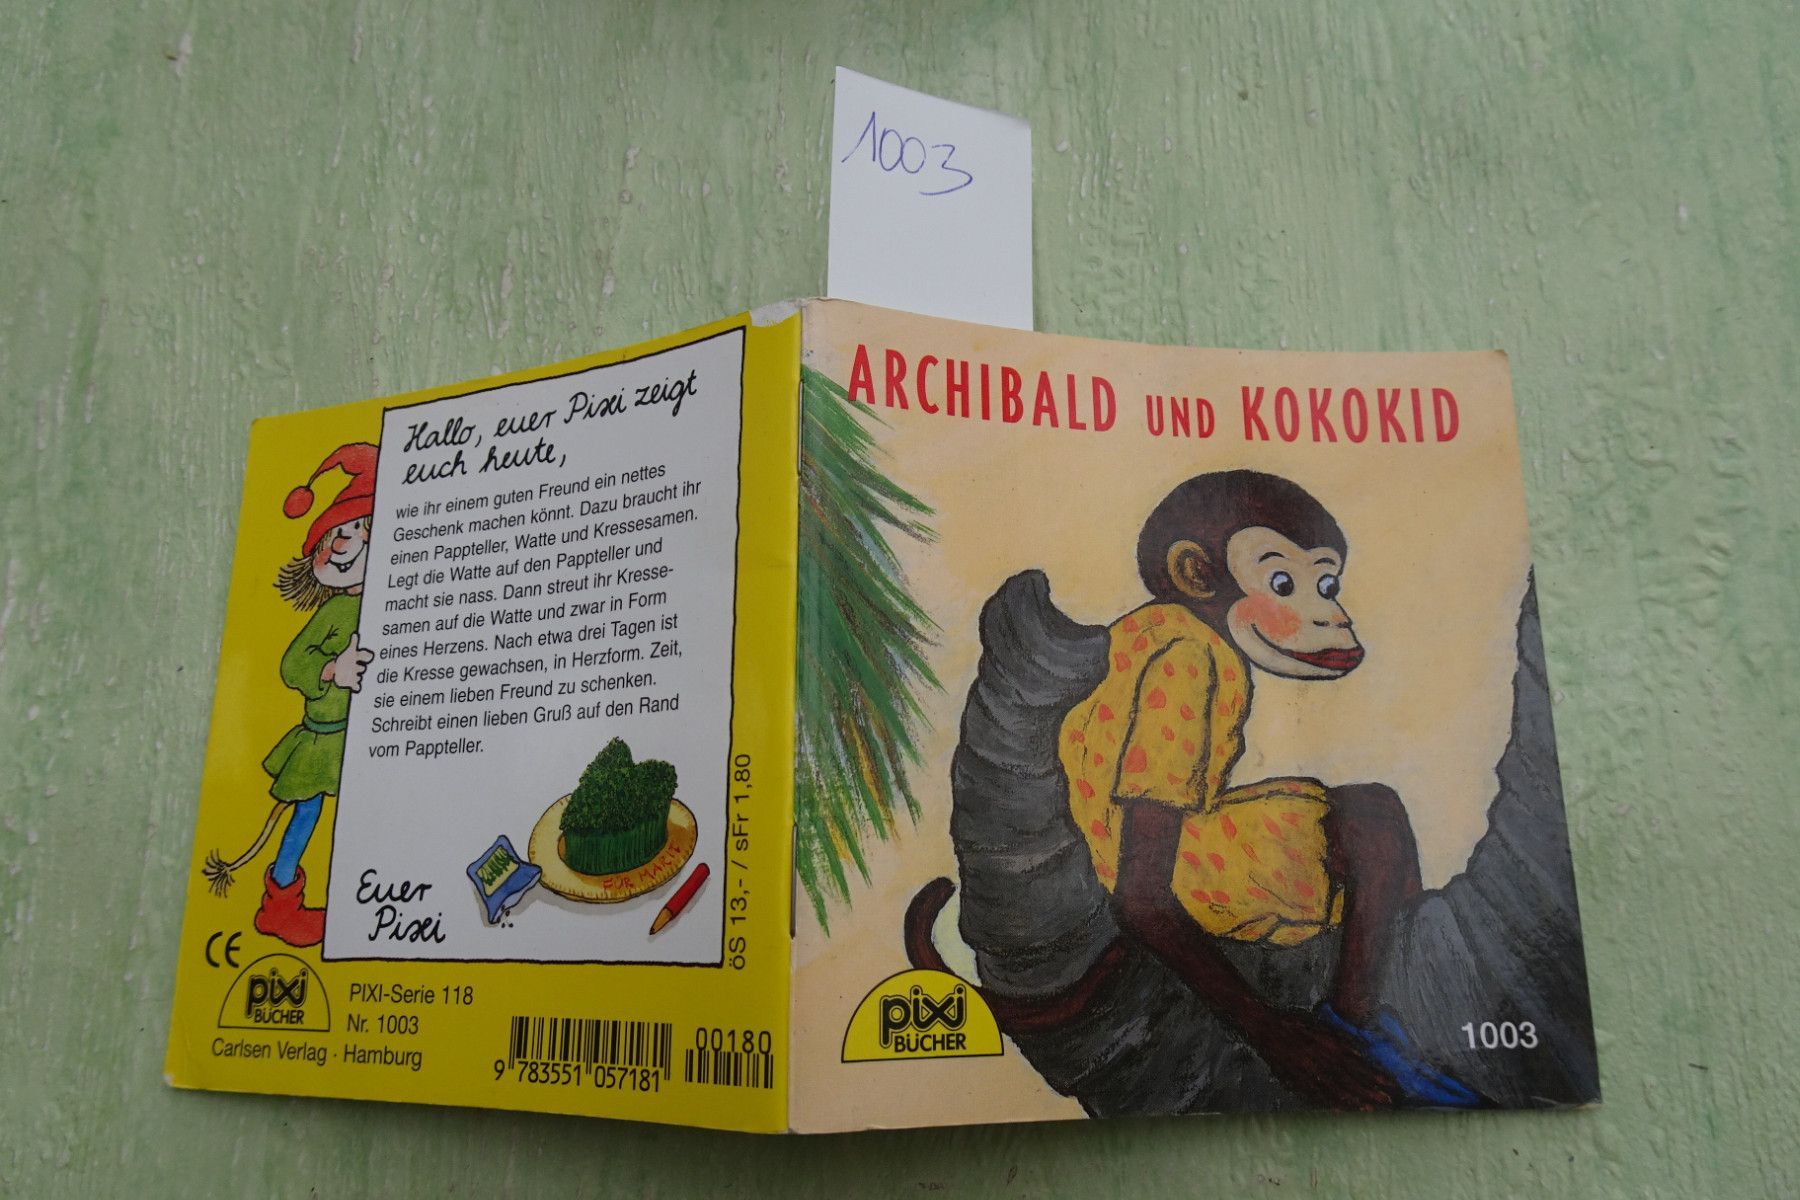 1003
Hallo, euer Pixi zeigt
euch heute,
wie ihr einem guten Freund ein nettes
Geschenk machen könnt. Dazu braucht ihr
einen Pappteller, Watte und Kressesamen.
Legt die Watte auf den Pappteller und
macht sie nass. Dann streut ihr Kresse-
samen auf die Watte und zwar in Form
eines Herzens. Nach etwa drei Tagen ist
die Kresse gewachsen, in Herzform. Zeit,
sie einem lieben Freund zu schenken.
Schreibt einen lieben Gruß auf den Rand
vom Pappteller.
FÜR MARIE
Euer
Pixi
öS 13,- / sFr 1,80
CE
pixi
BÜCHER
PIXI-Serie 118
Nr. 1003
Carlsen Verlag · Hamburg
00180
9 783551 057181
ARCHIBALD UND KOKOKID
pixi
BÜCHER
1003